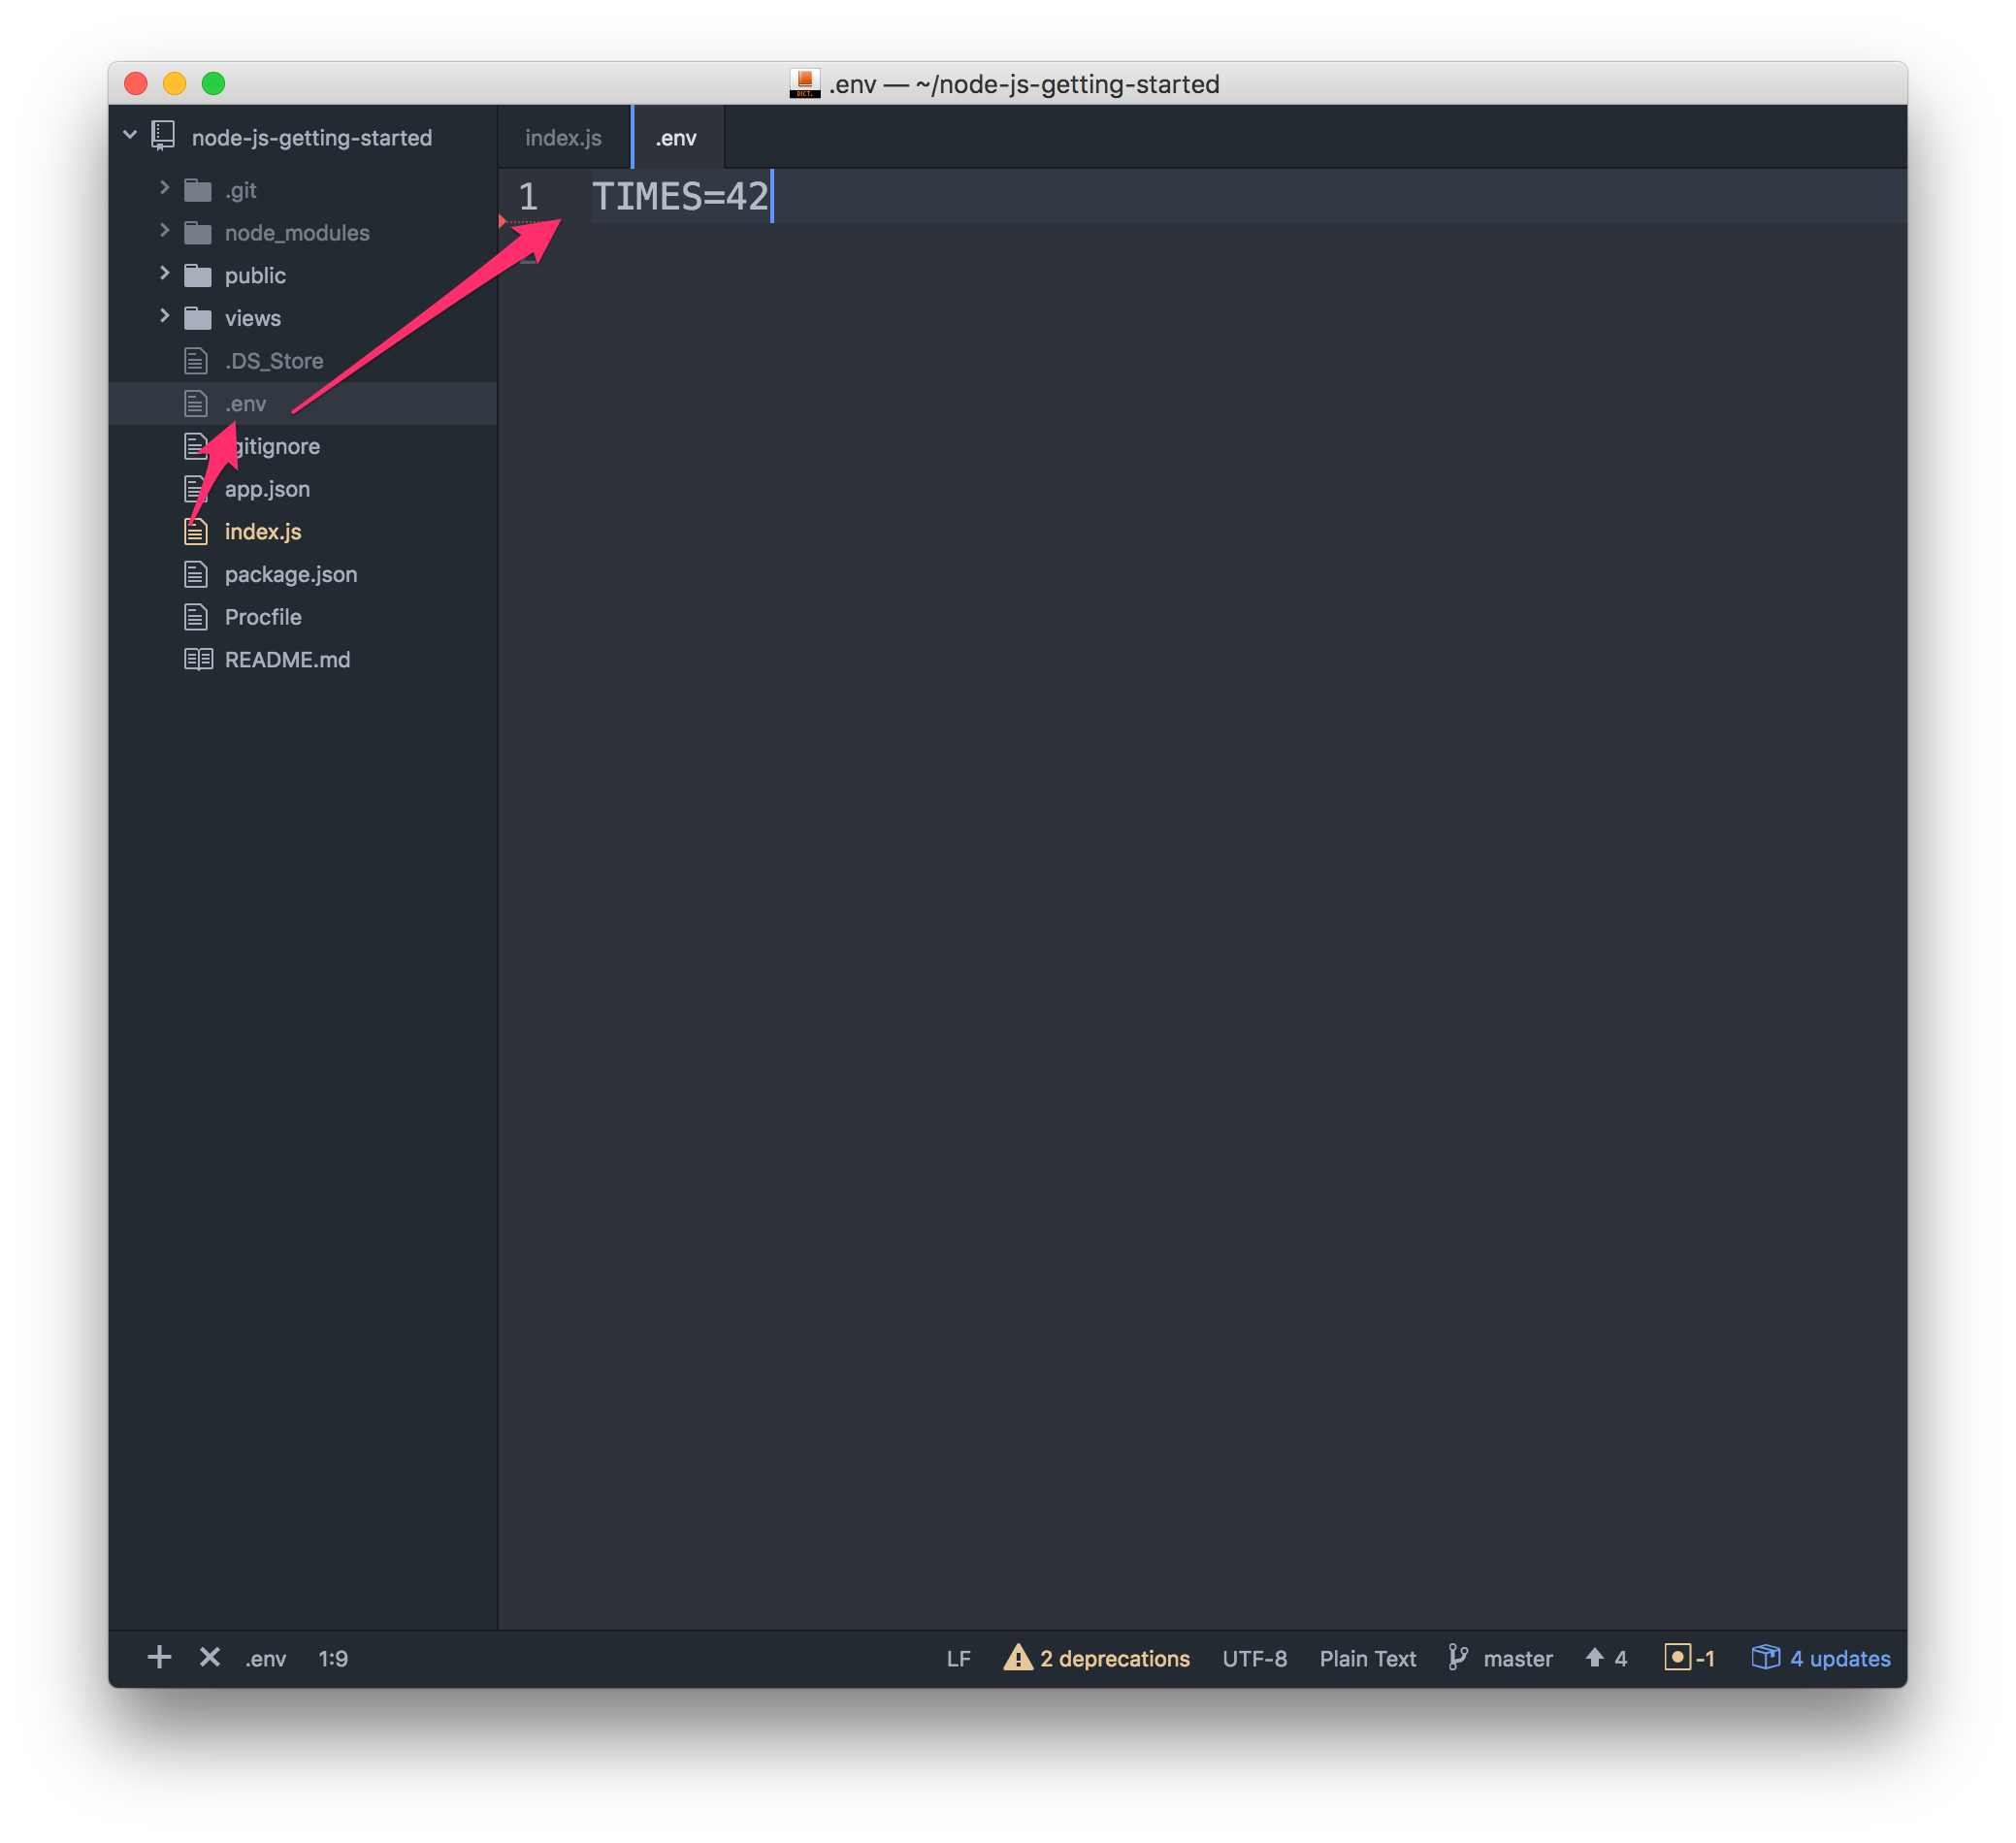 .env — ~/node-js-getting-started
node-js-getting-started
.git
node_modules
public
views
.DS_Store
.env
gitignore
app.json
index.js
package.json
Procfile
README.md
index.js
.env
1
TIMES=42
.env
1:9
LF
2 deprecations
UTF-8
Plain Text
master
4
-1
4 updates